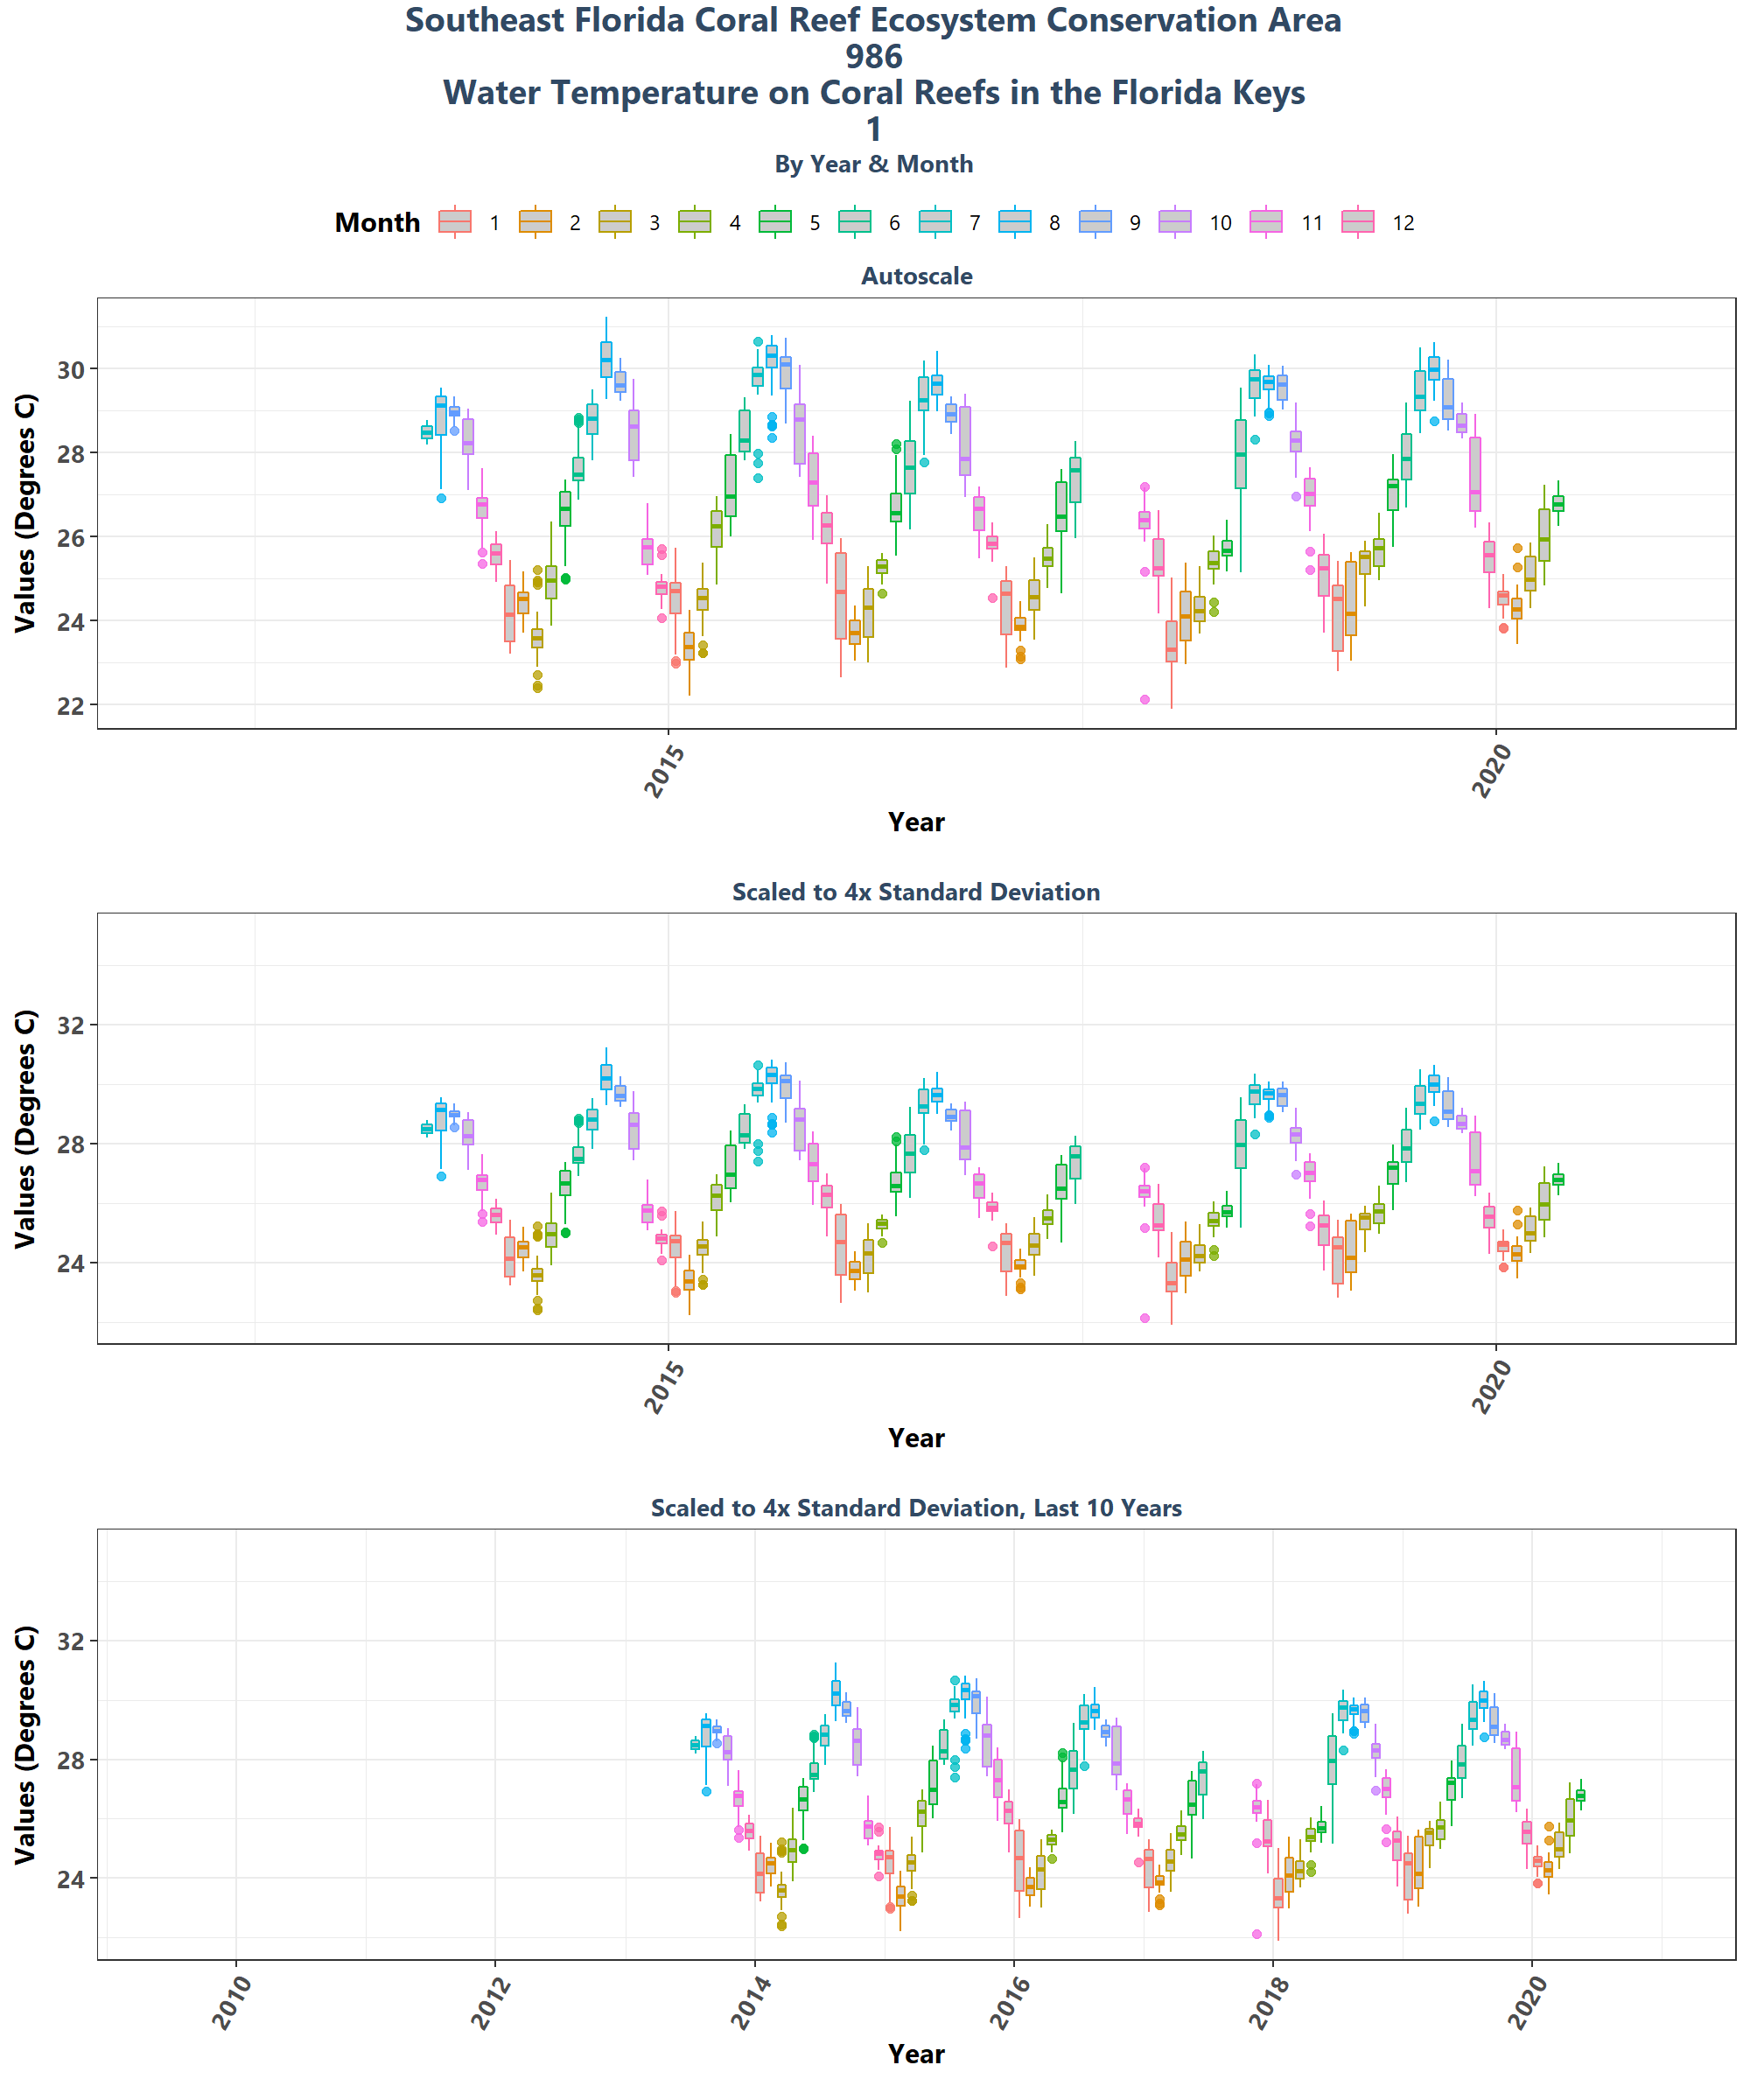 Southeast Florida Coral Reef Ecosystem Conservation Area
986
Water Temperature on Coral Reefs in the Florida Keys
1
By Year & Month
Month 1 2 3 4 5 6 7 8 9 10 11 12
Autoscale
Values (Degrees C)
30
28
26
24
22
2015 2020
Year
Scaled to 4x Standard Deviation
Values (Degrees C)
32
28
24
2015 2020
Year
Scaled to 4x Standard Deviation, Last 10 Years
Values (Degrees C)
32
28
24
2010 2012 2014 2016 2018 2020
Year